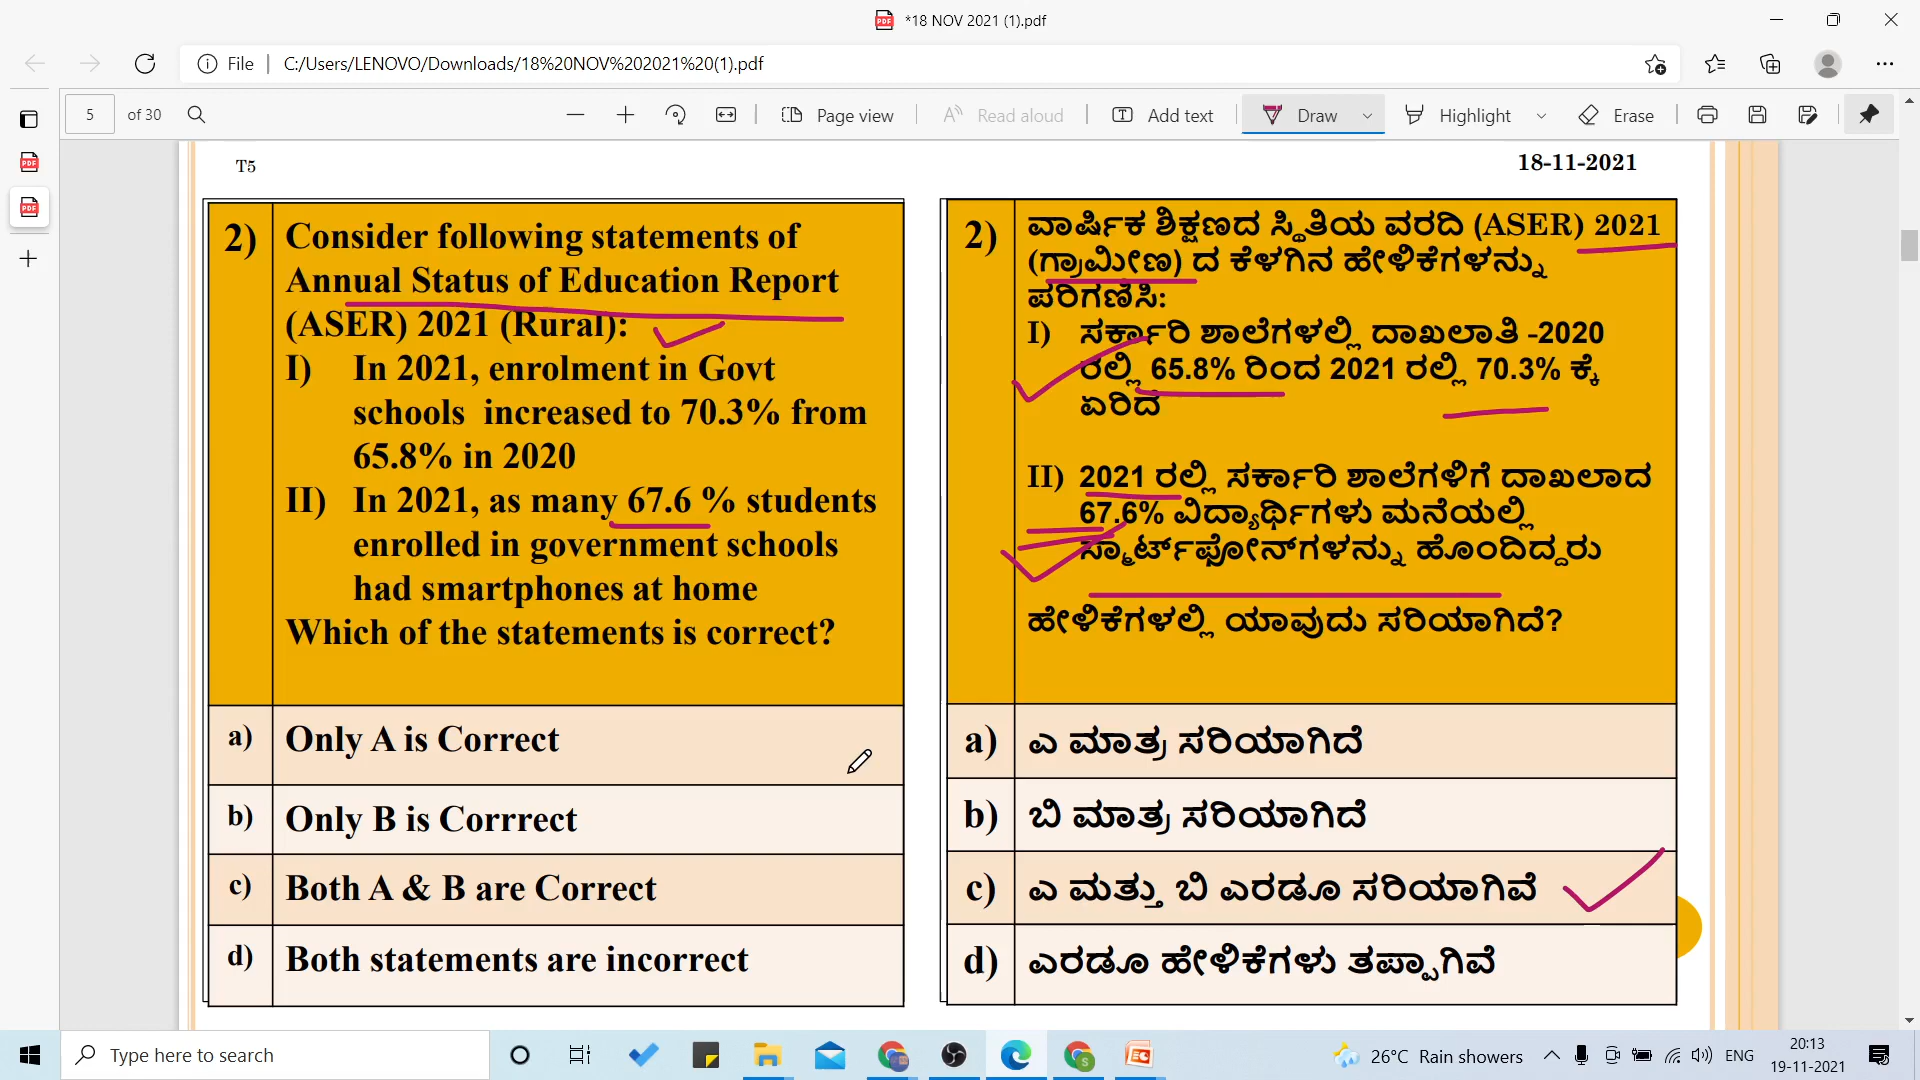 *18 NOV 2021 (1).pdf
File
C:/Users/LENOVO/Downloads/18%20NOV%202021%20(1).pdf
5 of 30
Page view
Read aloud
Add text
Draw
Highlight
Erase
T5
18-11-2021
2) Consider following statements of
Annual Status of Education Report
(ASER) 2021 (Rural):
I) In 2021, enrolment in Govt
schools increased to 70.3% from
65.8% in 2020
II) In 2021, as many 67.6 % students
enrolled in government schools
had smartphones at home
Which of the statements is correct?
a) Only A is Correct
b) Only B is Corrrect
c) Both A & B are Correct
d) Both statements are incorrect
2) ವಾರ್ಷಿಕ ಶಿಕ್ಷಣದ ಸ್ಥಿತಿಯ ವರದಿ (ASER) 2021
(ಗ್ರಾಮೀಣ) ದ ಕೆಳಗಿನ ಹೇಳಿಕೆಗಳನ್ನು
ಪರಿಗಣಿಸಿ:
I) ಸರ್ಕಾರಿ ಶಾಲೆಗಳಲ್ಲಿ ದಾಖಲಾತಿ -2020
ರಲ್ಲಿ 65.8% ರಿಂದ 2021 ರಲ್ಲಿ 70.3% ಕ್ಕೆ
ಏರಿದೆ
II) 2021 ರಲ್ಲಿ ಸರ್ಕಾರಿ ಶಾಲೆಗಳಿಗೆ ದಾಖಲಾದ
67.6% ವಿದ್ಯಾರ್ಥಿಗಳು ಮನೆಯಲ್ಲಿ
ಸ್ಮಾರ್ಟ್‌ಫೋನ್‌ಗಳನ್ನು ಹೊಂದಿದ್ದರು
ಹೇಳಿಕೆಗಳಲ್ಲಿ ಯಾವುದು ಸರಿಯಾಗಿದೆ?
a) ಎ ಮಾತ್ರ ಸರಿಯಾಗಿದೆ
b) ಬಿ ಮಾತ್ರ ಸರಿಯಾಗಿದೆ
c) ಎ ಮತ್ತು ಬಿ ಎರಡೂ ಸರಿಯಾಗಿವೆ
d) ಎರಡೂ ಹೇಳಿಕೆಗಳು ತಪ್ಪಾಗಿವೆ
Type here to search
26°C Rain showers
ENG
20:13
19-11-2021